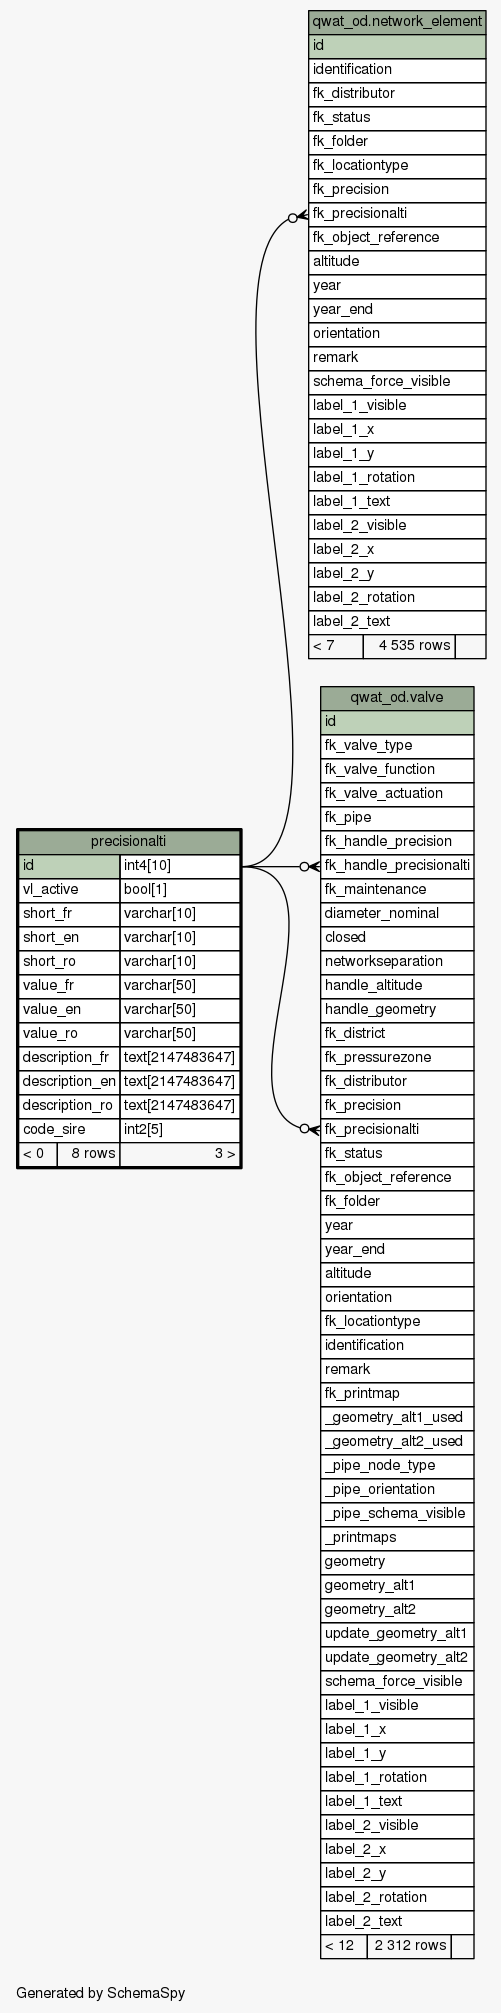 qwat_od.network_element
id
identification
fk_distributor
fk_status
fk_folder
fk_locationtype
fk_precision
fk_precisionalti
fk_object_reference
altitude
year
year_end
orientation
remark
schema_force_visible
label_1_visible
label_1_x
label_1_y
label_1_rotation
label_1_text
label_2_visible
label_2_x
label_2_y
label_2_rotation
label_2_text
< 7 4 535 rows
precisionalti
id int4[10]
vl_active bool[1]
short_fr varchar[10]
short_en varchar[10]
short_ro varchar[10]
value_fr varchar[50]
value_en varchar[50]
value_ro varchar[50]
description_fr text[2147483647]
description_en text[2147483647]
description_ro text[2147483647]
code_sire int2[5]
< 0 8 rows 3 >
qwat_od.valve
id
fk_valve_type
fk_valve_function
fk_valve_actuation
fk_pipe
fk_handle_precision
fk_handle_precisionalti
fk_maintenance
diameter_nominal
closed
networkseparation
handle_altitude
handle_geometry
fk_district
fk_pressurezone
fk_distributor
fk_precision
fk_precisionalti
fk_status
fk_object_reference
fk_folder
year
year_end
altitude
orientation
fk_locationtype
identification
remark
fk_printmap
_geometry_alt1_used
_geometry_alt2_used
_pipe_node_type
_pipe_orientation
_pipe_schema_visible
_printmaps
geometry
geometry_alt1
geometry_alt2
update_geometry_alt1
update_geometry_alt2
schema_force_visible
label_1_visible
label_1_x
label_1_y
label_1_rotation
label_1_text
label_2_visible
label_2_x
label_2_y
label_2_rotation
label_2_text
< 12 2 312 rows
Generated by SchemaSpy